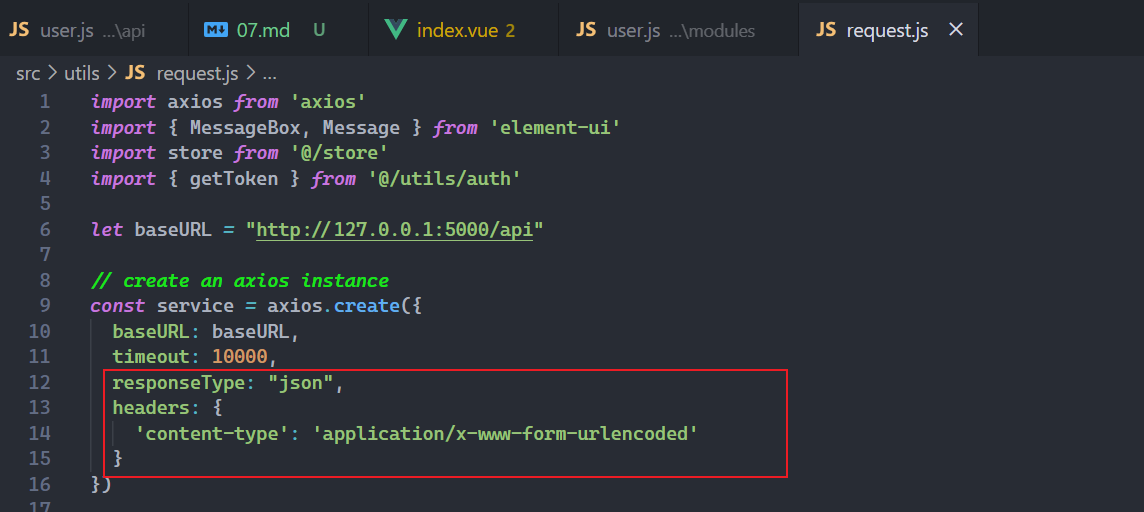 JS user.js ...\api 07.md U index.vue 2 JS user.js ...\modules JS request.js ×
src > utils > JS request.js > ...
1 import axios from 'axios'
2 import { MessageBox, Message } from 'element-ui'
3 import store from '@/store'
4 import { getToken } from '@/utils/auth'
5
6 let baseURL = "http://127.0.0.1:5000/api"
7
8 // create an axios instance
9 const service = axios.create({
10 baseURL: baseURL,
11 timeout: 10000,
12 responseType: "json",
13 headers: {
14 'content-type': 'application/x-www-form-urlencoded'
15 }
16 })
17